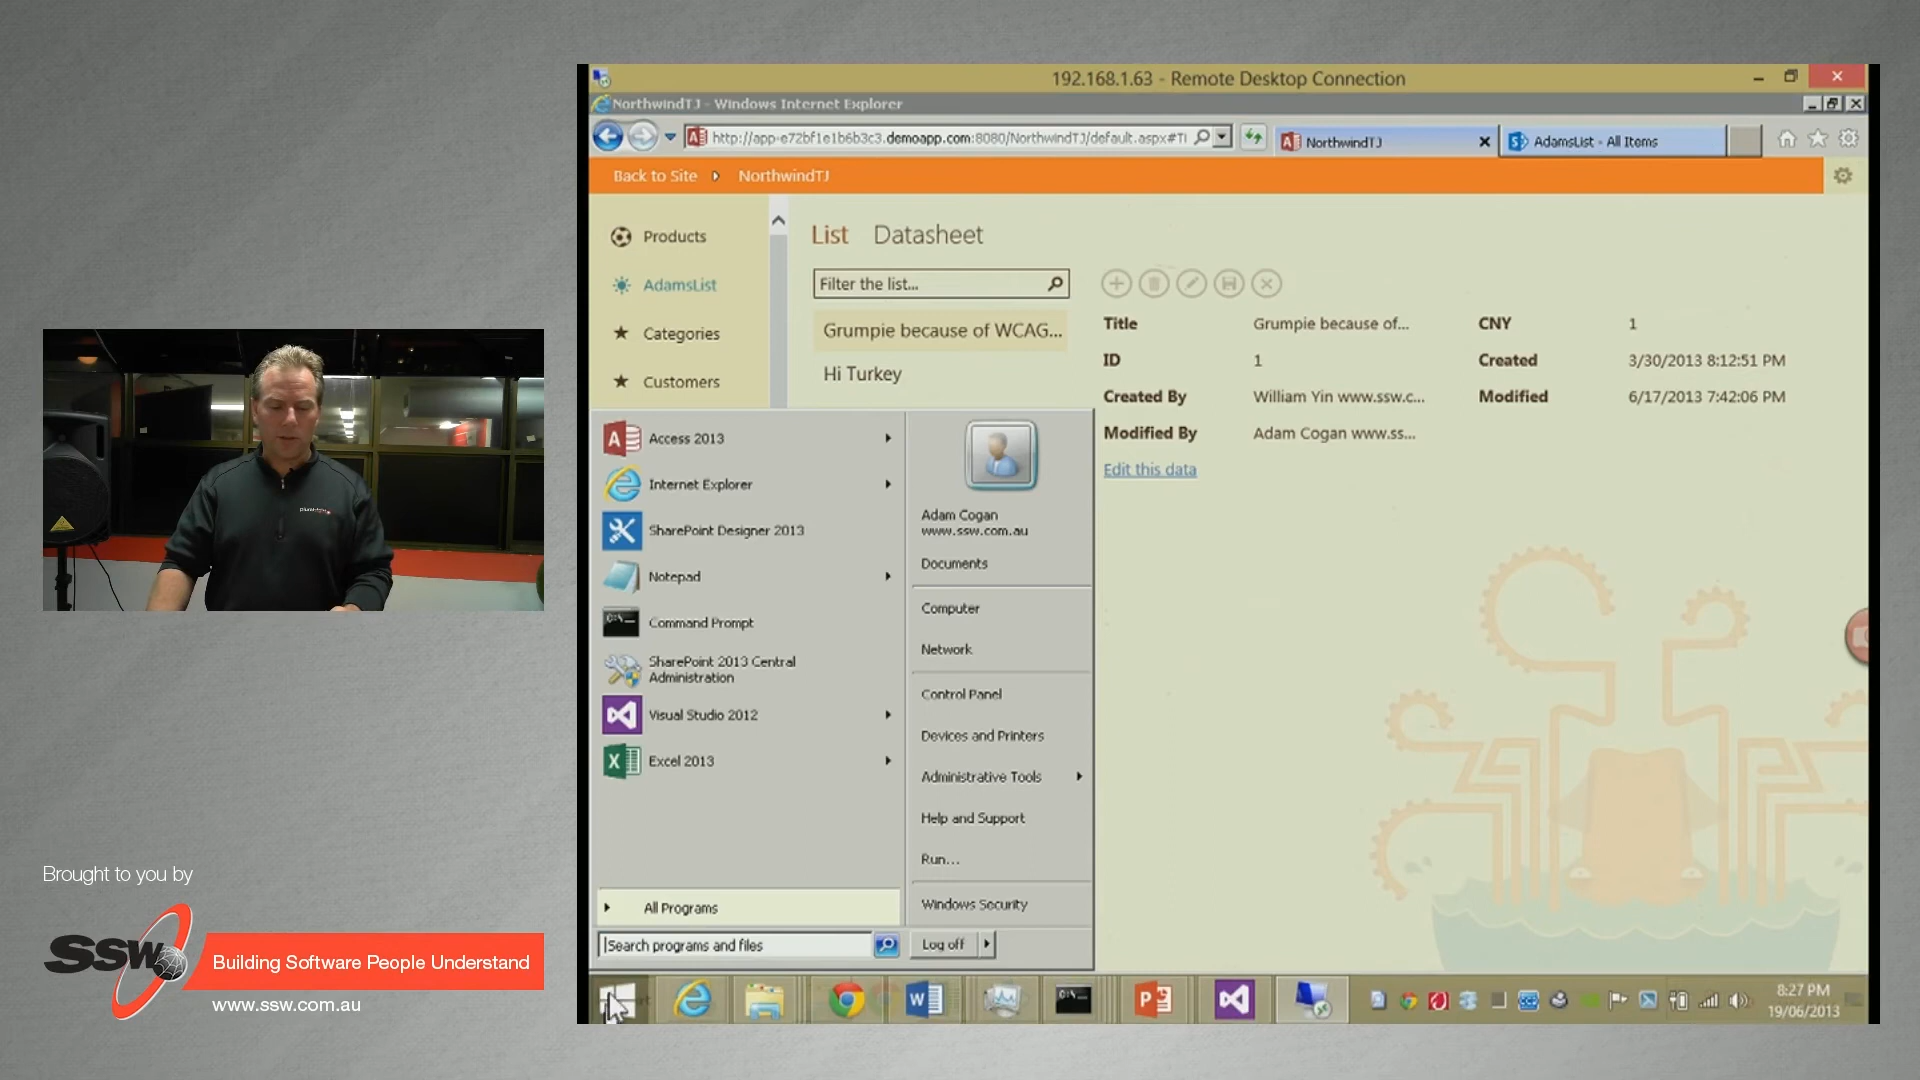 192.168.1.63 - Remote Desktop Connection
NorthwindTJ - Windows Internet Explorer
http://app-e72bf1e1b6b3c3.demoapp.com:8080/NorthwindTJ/default.aspx#Ti
NorthwindTJ
AdamsList - All Items
Back to Site
NorthwindTJ
Products
AdamsList
Categories
Customers
List
Datasheet
Filter the list...
Grumpie because of WCAG...
Hi Turkey
Title
Grumpie because of...
CNY
1
ID
1
Created
3/30/2013 8:12:51 PM
Created By
William Yin www.ssw.c...
Modified
6/17/2013 7:42:06 PM
Modified By
Adam Cogan www.ss...
Edit this data
Access 2013
Internet Explorer
SharePoint Designer 2013
Notepad
Command Prompt
SharePoint 2013 Central
Administration
Visual Studio 2012
Excel 2013
All Programs
Search programs and files
Adam Cogan
www.ssw.com.au
Documents
Computer
Network
Control Panel
Devices and Printers
Administrative Tools
Help and Support
Run...
Windows Security
Log off
8:27 PM
19/06/2013
Brought to you by
SSW
Building Software People Understand
www.ssw.com.au